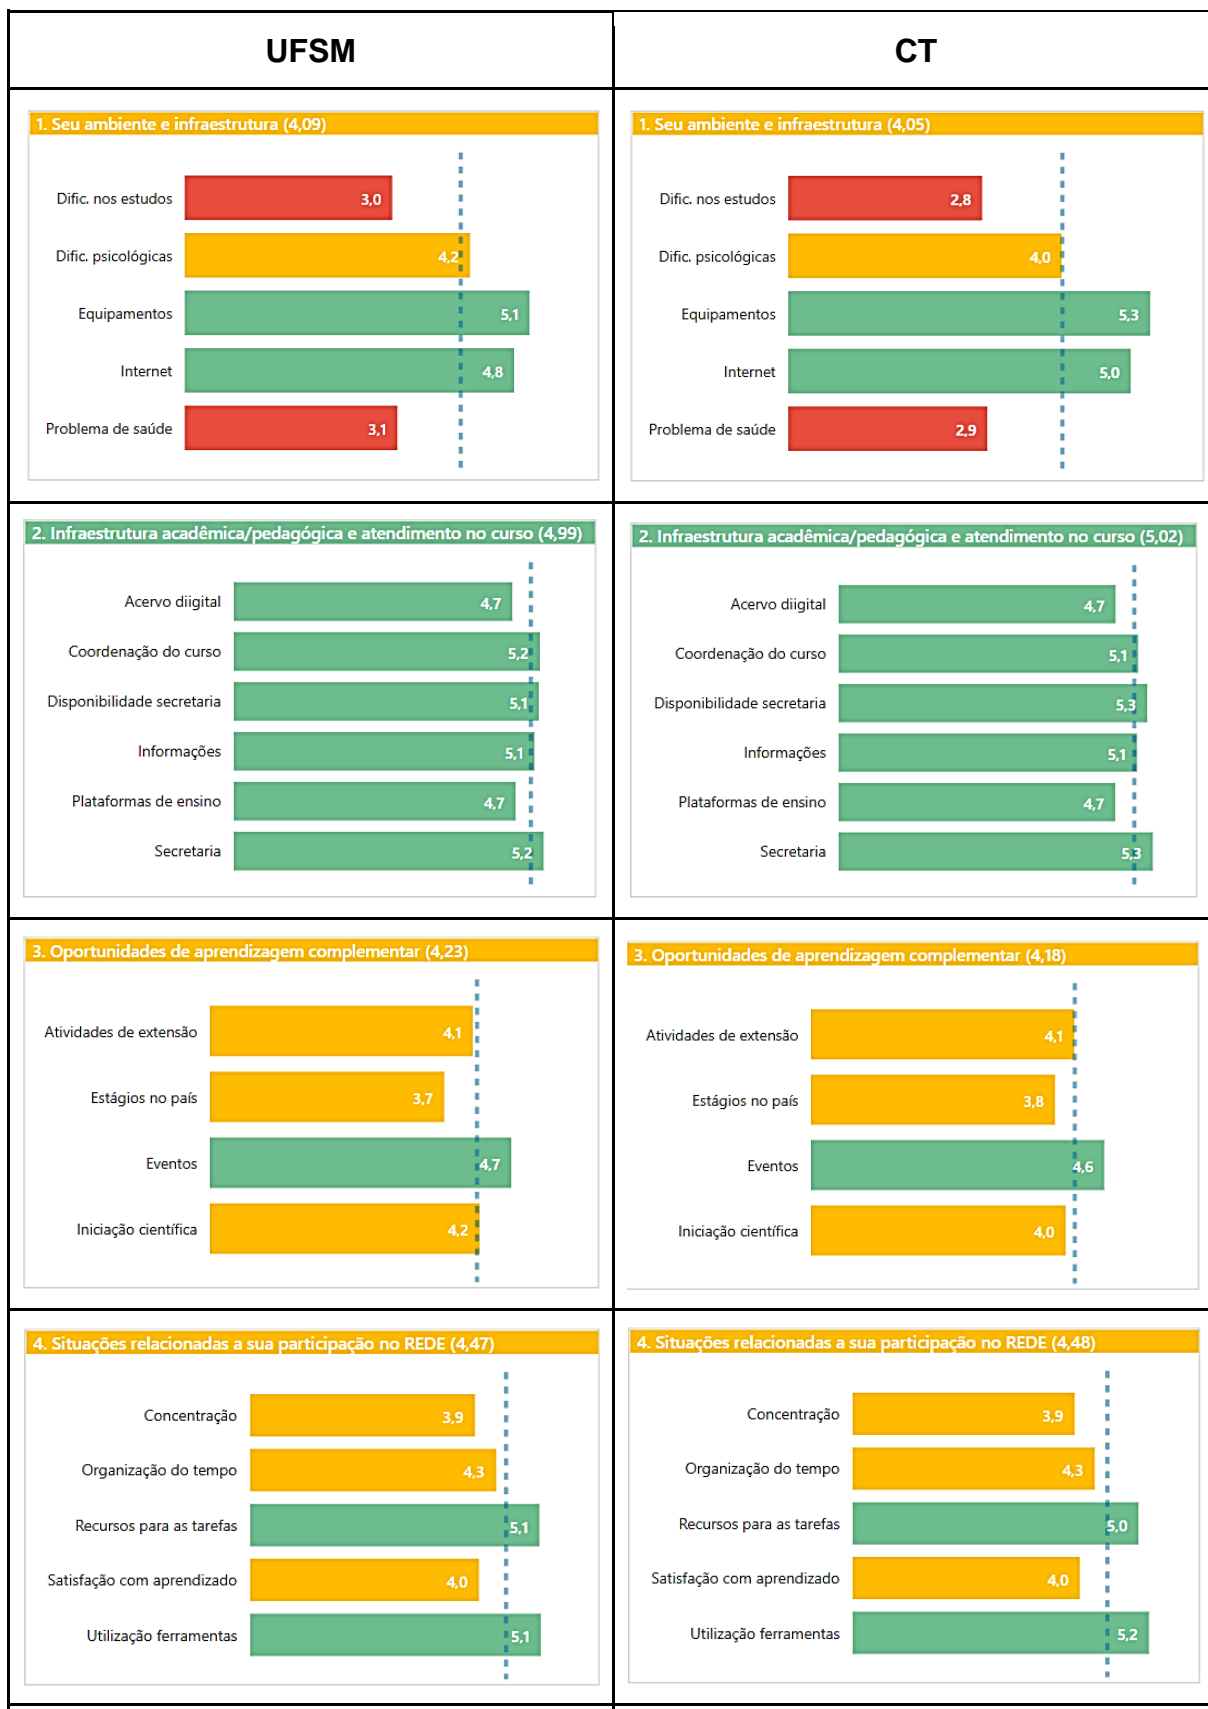 UFSM
CT
1. Seu ambiente e infraestrutura (4,09)
Dific. nos estudos 3,0
Dific. psicológicas 4,2
Equipamentos 5,1
Internet 4,8
Problema de saúde 3,1
1. Seu ambiente e infraestrutura (4,05)
Dific. nos estudos 2,8
Dific. psicológicas 4,0
Equipamentos 5,3
Internet 5,0
Problema de saúde 2,9
2. Infraestrutura acadêmica/pedagógica e atendimento no curso (4,99)
Acervo diigital 4,7
Coordenação do curso 5,2
Disponibilidade secretaria 5,1
Informações 5,1
Plataformas de ensino 4,7
Secretaria 5,2
2. Infraestrutura acadêmica/pedagógica e atendimento no curso (5,02)
Acervo diigital 4,7
Coordenação do curso 5,1
Disponibilidade secretaria 5,3
Informações 5,1
Plataformas de ensino 4,7
Secretaria 5,3
3. Oportunidades de aprendizagem complementar (4,23)
Atividades de extensão 4,1
Estágios no país 3,7
Eventos 4,7
Iniciação científica 4,2
3. Oportunidades de aprendizagem complementar (4,18)
Atividades de extensão 4,1
Estágios no país 3,8
Eventos 4,6
Iniciação científica 4,0
4. Situações relacionadas a sua participação no REDE (4,47)
Concentração 3,9
Organização do tempo 4,3
Recursos para as tarefas 5,1
Satisfação com aprendizado 4,0
Utilização ferramentas 5,1
4. Situações relacionadas a sua participação no REDE (4,48)
Concentração 3,9
Organização do tempo 4,3
Recursos para as tarefas 5,0
Satisfação com aprendizado 4,0
Utilização ferramentas 5,2